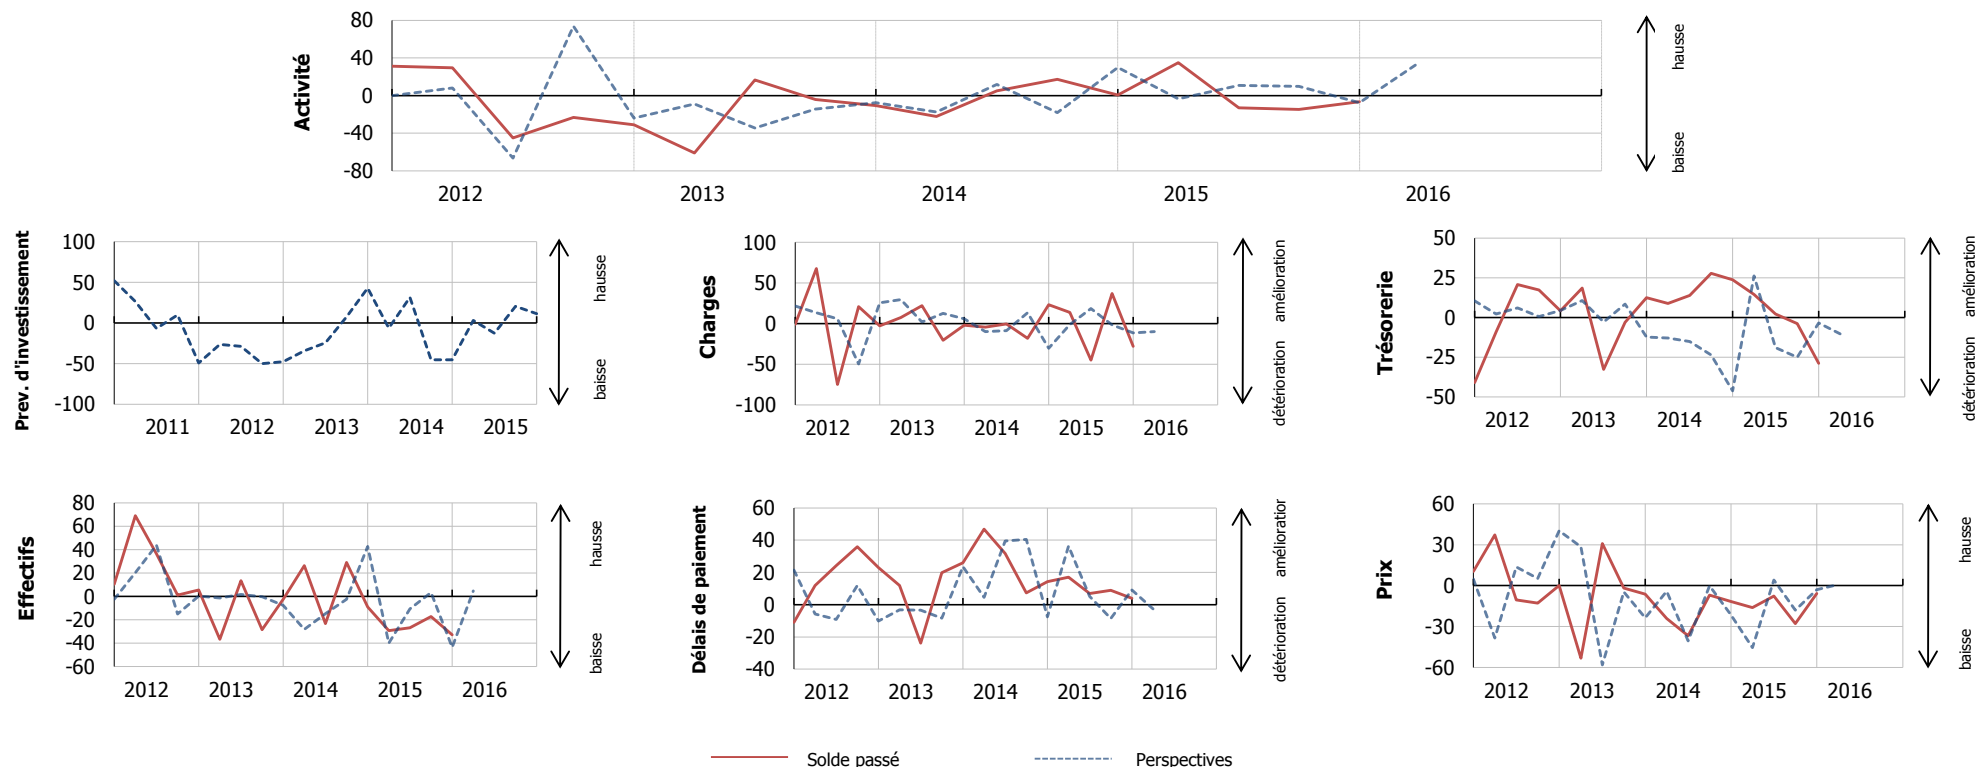 Activité
80
40
0
-40
-80
2012 2013 2014 2015 2016
hausse
baisse
Prev. d'investissement
100
50
0
-50
-100
2011 2012 2013 2014 2015
hausse
baisse
Charges
100
50
0
-50
-100
2012 2013 2014 2015 2016
amélioration
détérioration
Trésorerie
50
25
0
-25
-50
2012 2013 2014 2015 2016
amélioration
détérioration
Effectifs
80
60
40
20
0
-20
-40
-60
2012 2013 2014 2015 2016
hausse
baisse
Délais de paiement
60
40
20
0
-20
-40
2012 2013 2014 2015 2016
amélioration
détérioration
Prix
60
30
0
-30
-60
2012 2013 2014 2015 2016
hausse
baisse
Solde passé Perspectives